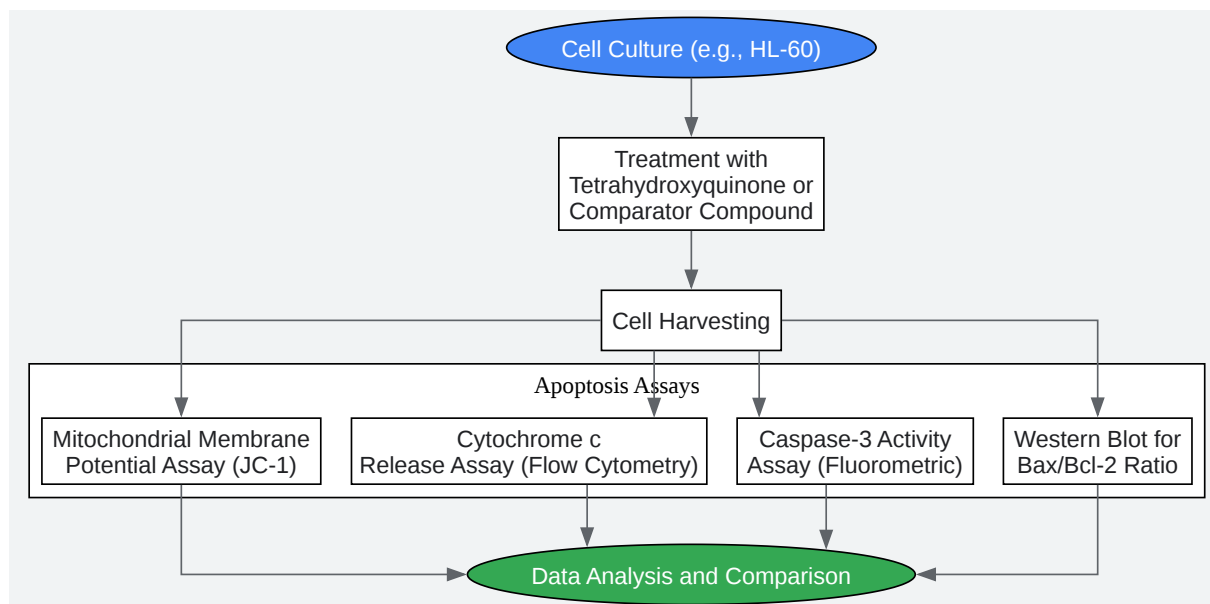 Cell Culture (e.g., HL-60)
Treatment with
Tetrahydroxyquinone or
Comparator Compound
Cell Harvesting
Apoptosis Assays
Mitochondrial Membrane
Potential Assay (JC-1)
Cytochrome c
Release Assay (Flow Cytometry)
Caspase-3 Activity
Assay (Fluorometric)
Western Blot for
Bax/Bcl-2 Ratio
Data Analysis and Comparison